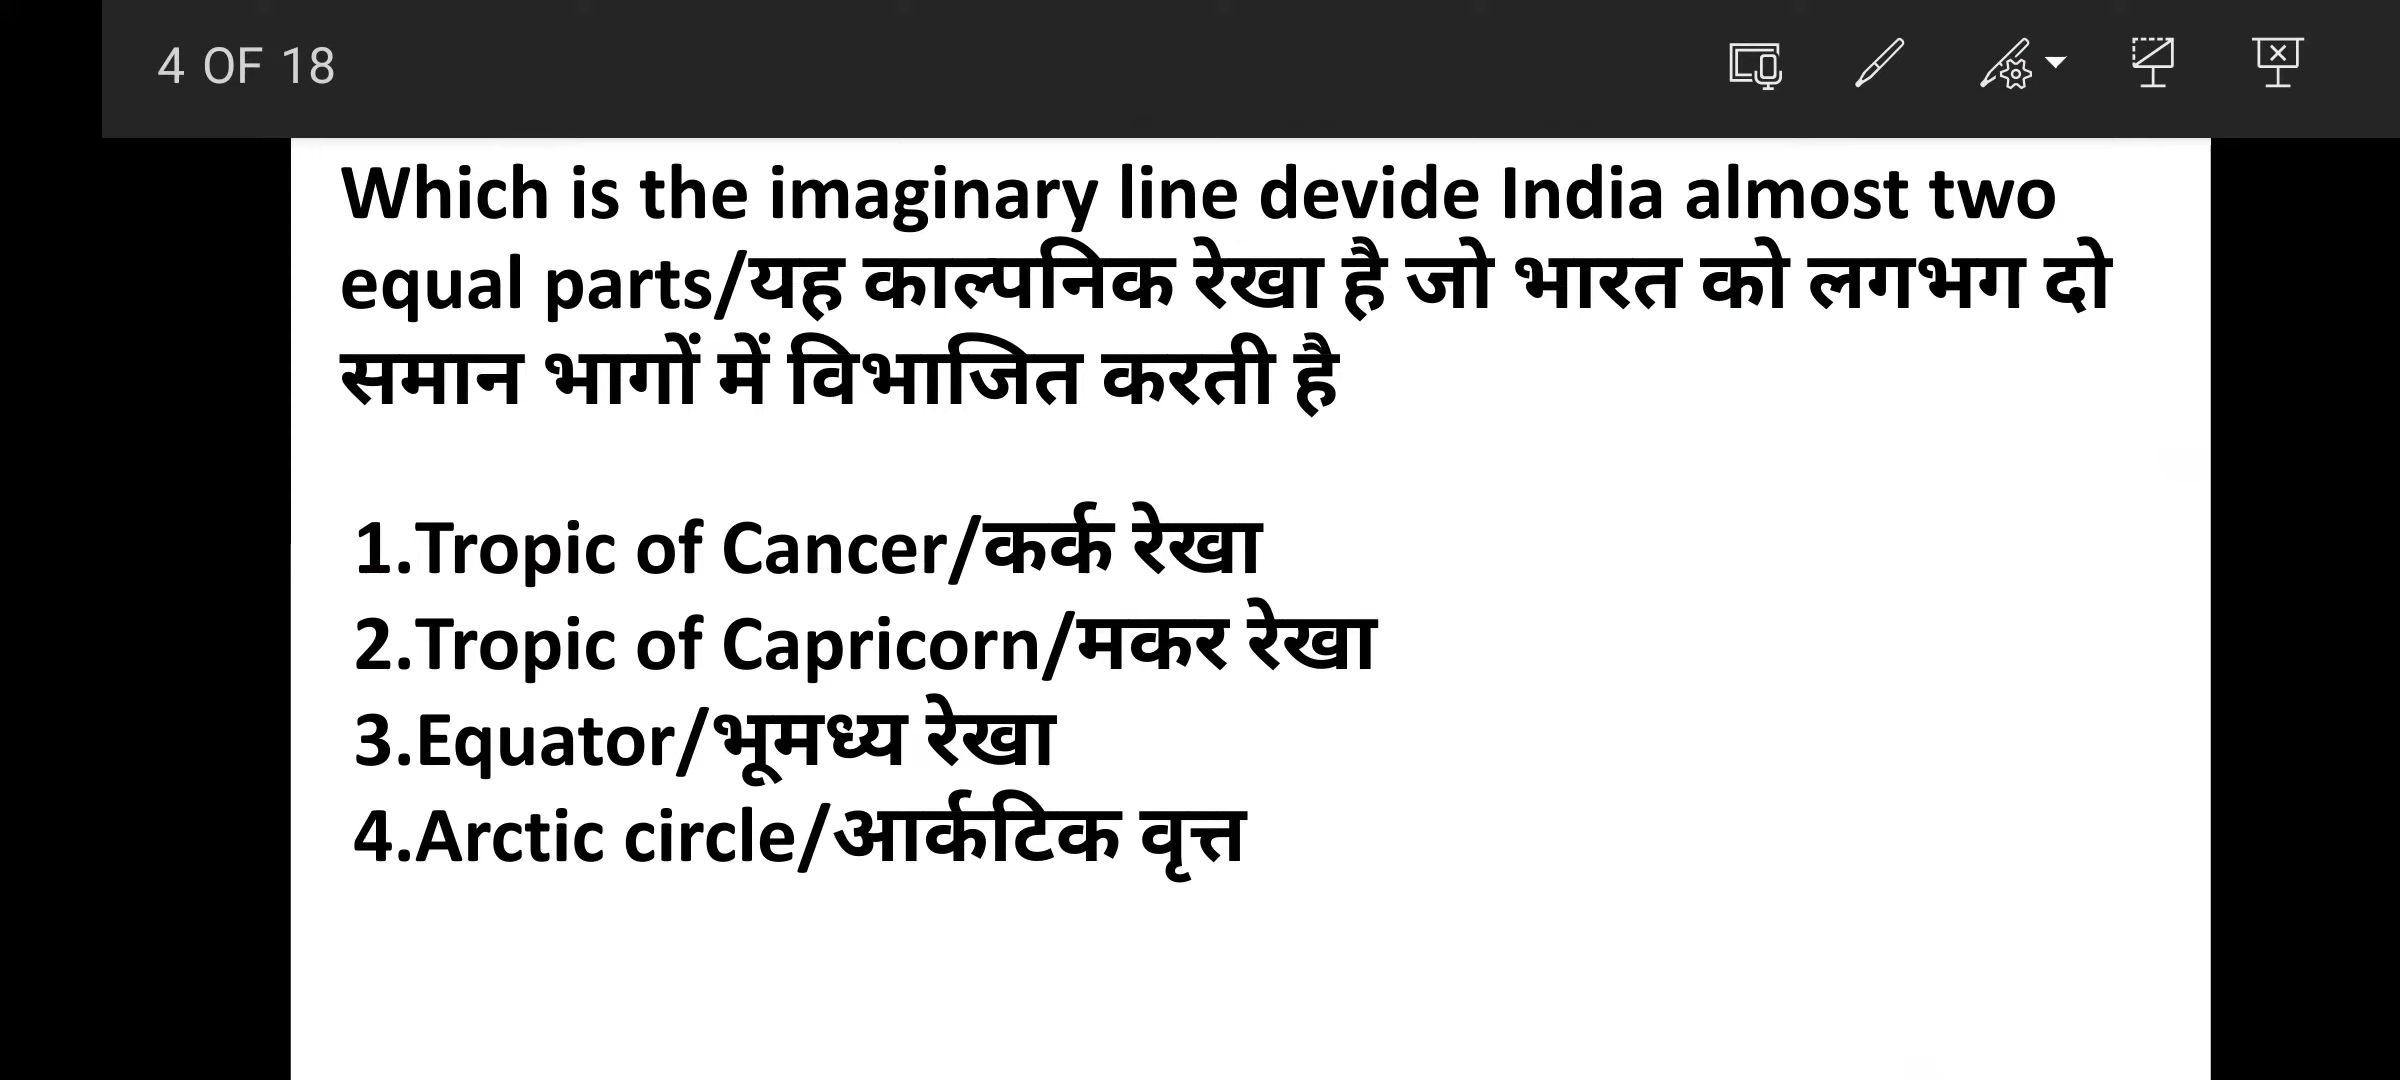 4 OF 18
Which is the imaginary line devide India almost two
equal parts/यह काल्पनिक रेखा है जो भारत को लगभग दो
समान भागों में विभाजित करती है
1.Tropic of Cancer/कर्क रेखा
2.Tropic of Capricorn/मकर रेखा
3.Equator/भूमध्य रेखा
4.Arctic circle/आर्कटिक वृत्त